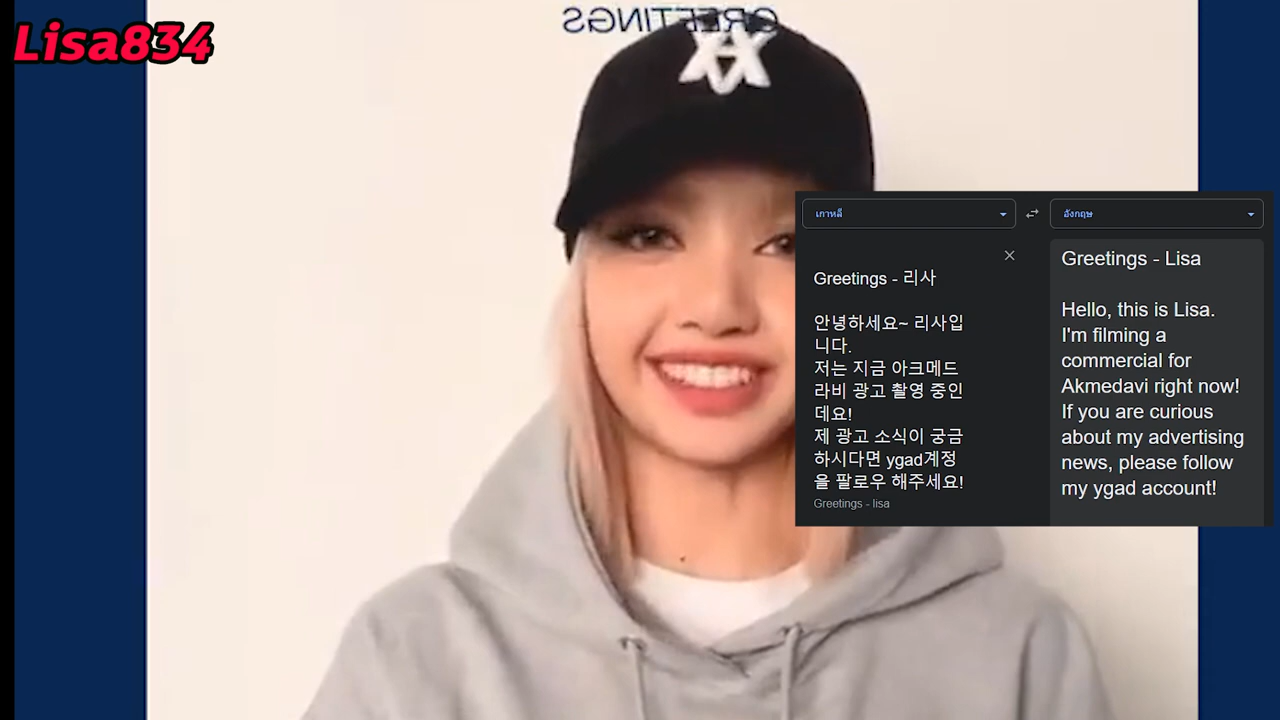 GREETINGS
Lisa834
เกาหลี
อังกฤษ
Greetings - 리사
안녕하세요~ 리사입
니다.
저는 지금 아크메드
라비 광고 촬영 중인
데요!
제 광고 소식이 궁금
하시다면 ygad계정
을 팔로우 해주세요!
Greetings - lisa
Greetings - Lisa
Hello, this is Lisa.
I'm filming a
commercial for
Akmedavi right now!
If you are curious
about my advertising
news, please follow
my ygad account!